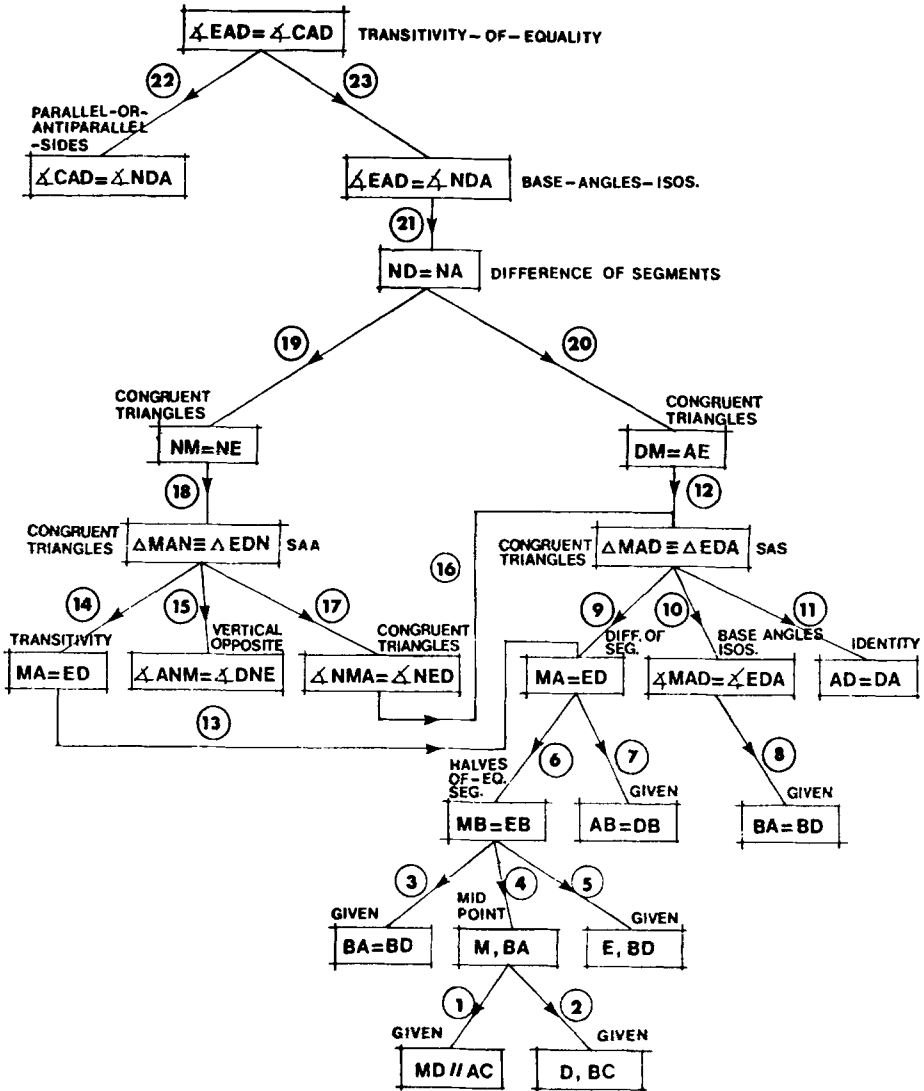 ∡EAD=∡CAD
TRANSITIVITY-OF-EQUALITY
22
23
PARALLEL-OR-
ANTIPARALLEL
-SIDES
∡CAD=∡NDA
∡EAD=∡NDA
BASE-ANGLES-ISOS.
21
ND=NA
DIFFERENCE OF SEGMENTS
19
20
CONGRUENT
TRIANGLES
NM=NE
CONGRUENT
TRIANGLES
DM=AE
18
12
CONGRUENT
TRIANGLES
△MAN≡△EDN
SAA
16
CONGRUENT
TRIANGLES
△MAD≡△EDA
SAS
14
15
17
9
10
11
TRANSITIVITY
MA=ED
VERTICAL
OPPOSITE
∡ANM=∡DNE
CONGRUENT
TRIANGLES
∡NMA=∡NED
DIFF. OF
SEG.
MA=ED
BASE ANGLES
ISOS.
∡MAD=∡EDA
IDENTITY
AD=DA
13
6
7
8
HALVES
OF-EQ.
SEG.
MB=EB
GIVEN
AB=DB
GIVEN
BA=BD
3
4
5
GIVEN
BA=BD
MID
POINT
M,BA
GIVEN
E,BD
1
2
GIVEN
MD//AC
GIVEN
D,BC